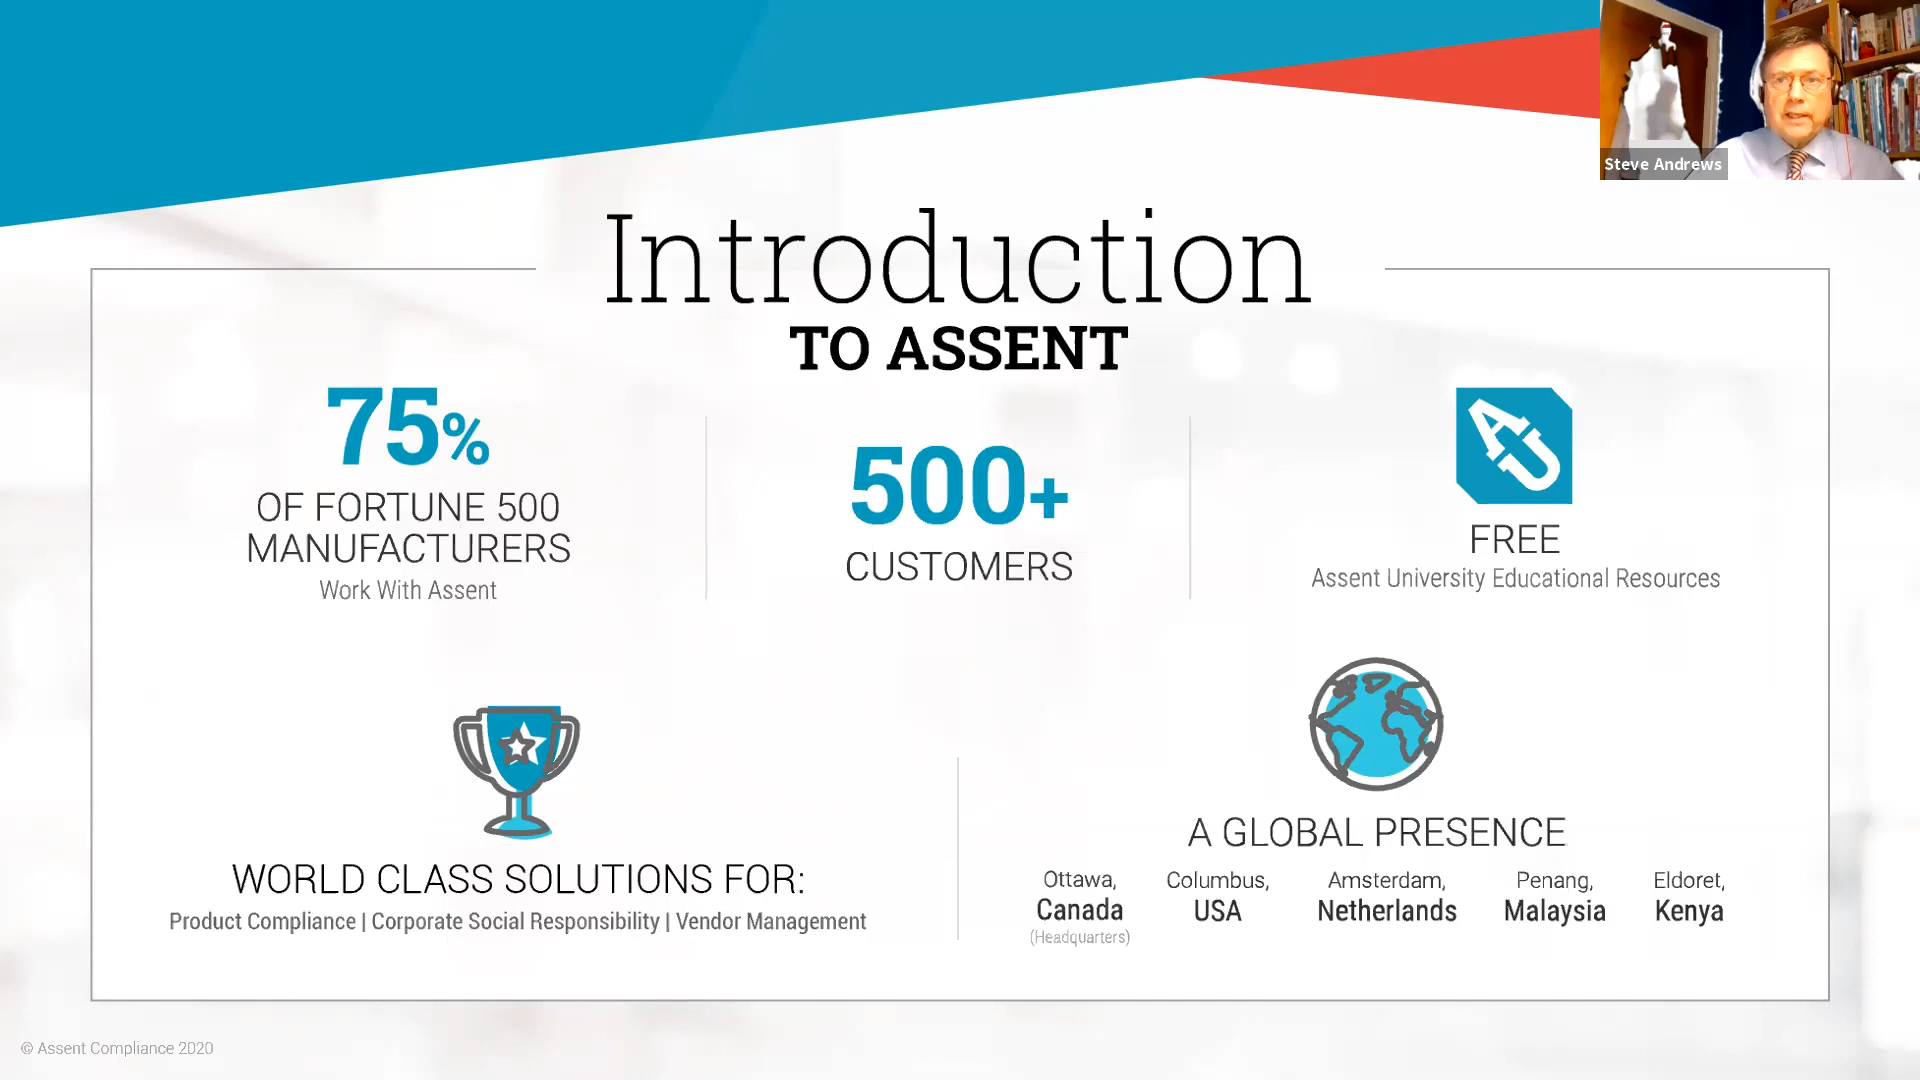 Steve Andrews
Introduction
TO ASSENT
75%
OF FORTUNE 500
MANUFACTURERS
Work With Assent
500+
CUSTOMERS
AU
FREE
Assent University Educational Resources
WORLD CLASS SOLUTIONS FOR:
Product Compliance | Corporate Social Responsibility | Vendor Management
A GLOBAL PRESENCE
Ottawa,
Canada
(Headquarters)
Columbus,
USA
Amsterdam,
Netherlands
Penang,
Malaysia
Eldoret,
Kenya
© Assent Compliance 2020